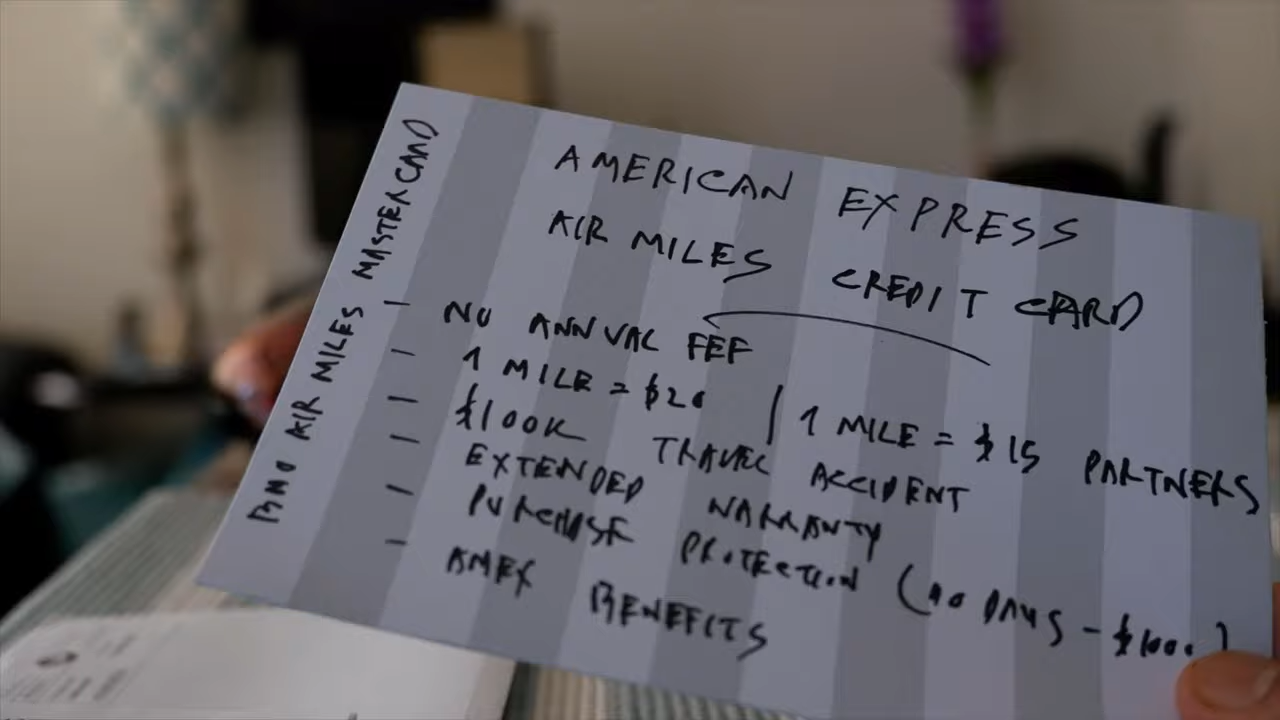 AMERICAN EXPRESS
AIR MILES CREDIT CARD
- NO ANNUAL FEE
- 1 MILE = $20 | 1 MILE = $15 PARTNERS
- $100K TRAVEL ACCIDENT
- EXTENDED WARRANTY
- PURCHASE PROTECTION (90 DAYS - $1000)
- AMEX BENEFITS
BMO AIR MILES MASTERCARD